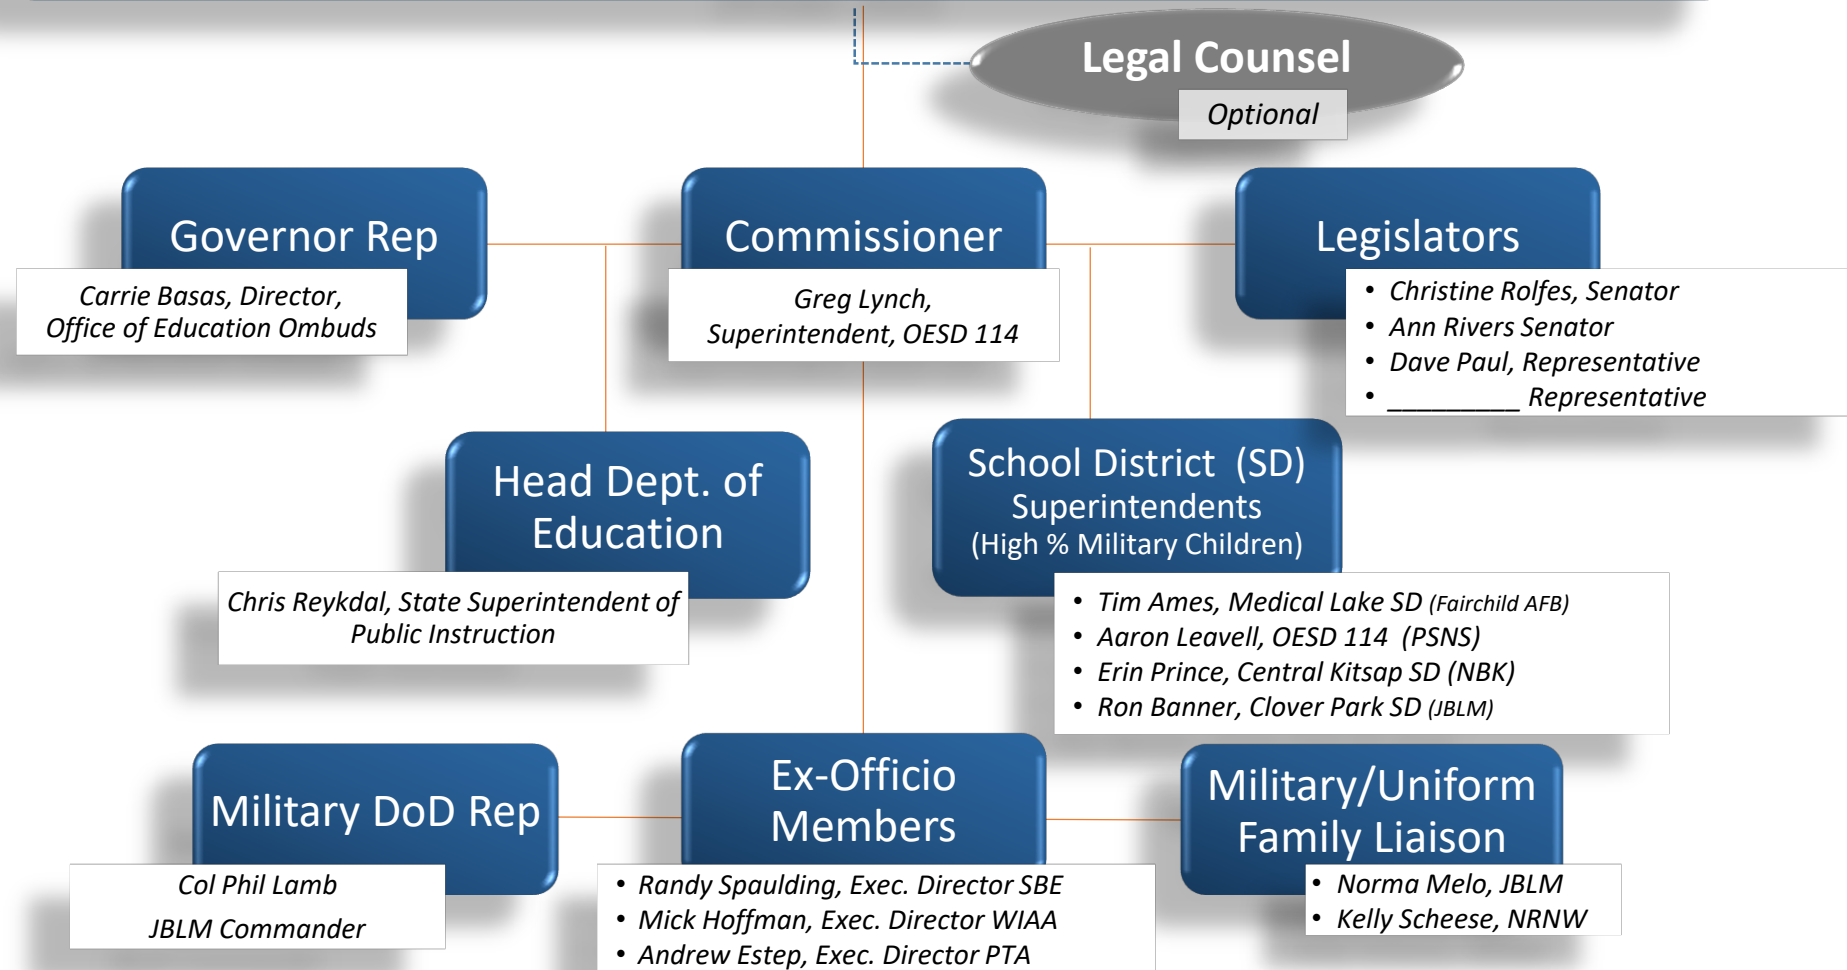 Legal Counsel
Optional
Governor Rep
Carrie Basas, Director,
Office of Education Ombuds
Commissioner
Greg Lynch,
Superintendent, OESD 114
Legislators
• Christine Rolfes, Senator
• Ann Rivers Senator
• Dave Paul, Representative
• _________ Representative
Head Dept. of
Education
Chris Reykdal, State Superintendent of
Public Instruction
School District (SD)
Superintendents
(High % Military Children)
• Tim Ames, Medical Lake SD (Fairchild AFB)
• Aaron Leavell, OESD 114 (PSNS)
• Erin Prince, Central Kitsap SD (NBK)
• Ron Banner, Clover Park SD (JBLM)
Military DoD Rep
Col Phil Lamb
JBLM Commander
Ex-Officio
Members
• Randy Spaulding, Exec. Director SBE
• Mick Hoffman, Exec. Director WIAA
• Andrew Estep, Exec. Director PTA
Military/Uniform
Family Liaison
• Norma Melo, JBLM
• Kelly Scheese, NRNW